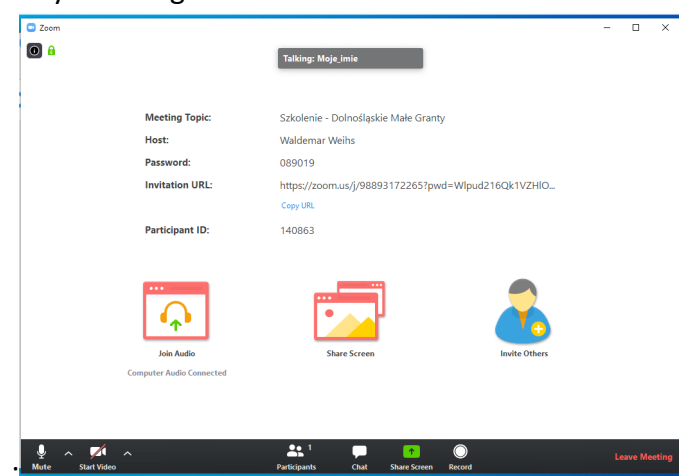 Zoom
Talking: Moje_imie
Meeting Topic: Szkolenie - Dolnośląskie Małe Granty
Host: Waldemar Weihs
Password: 089019
Invitation URL: https://zoom.us/j/98893172265?pwd=Wlpud216Qk1VZHlO...
Copy URL
Participant ID: 140863
Join Audio Share Screen Invite Others
Computer Audio Connected
1
Mute Start Video Participants Chat Share Screen Record Leave Meeting